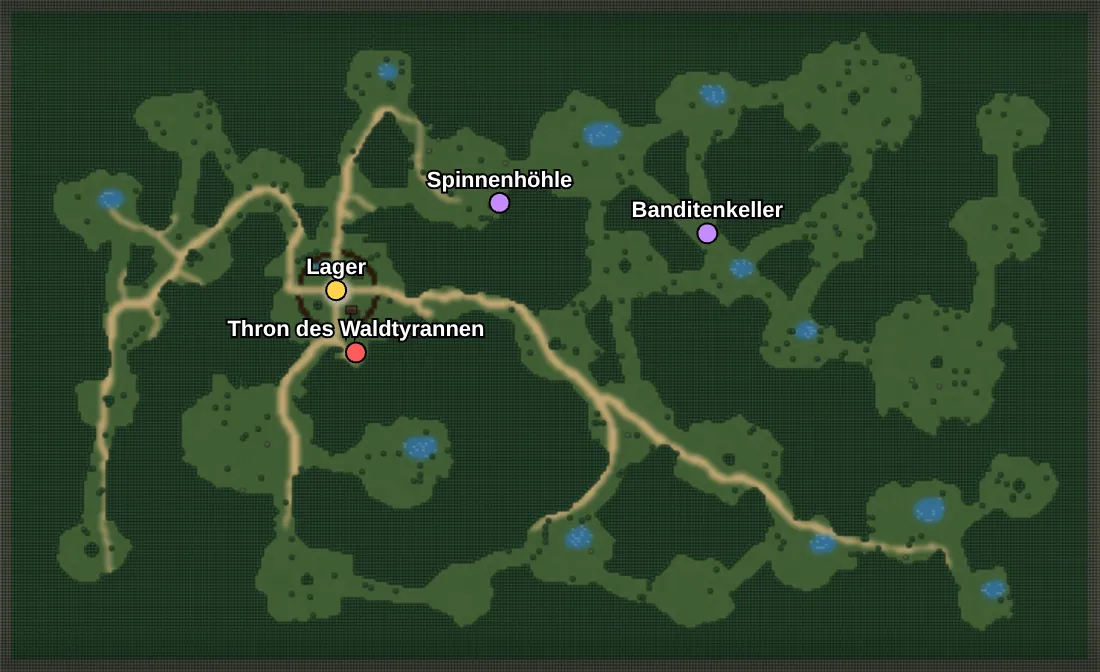 Spinnenhöhle
Banditenkeller
Lager
Thron des Waldtyrannen